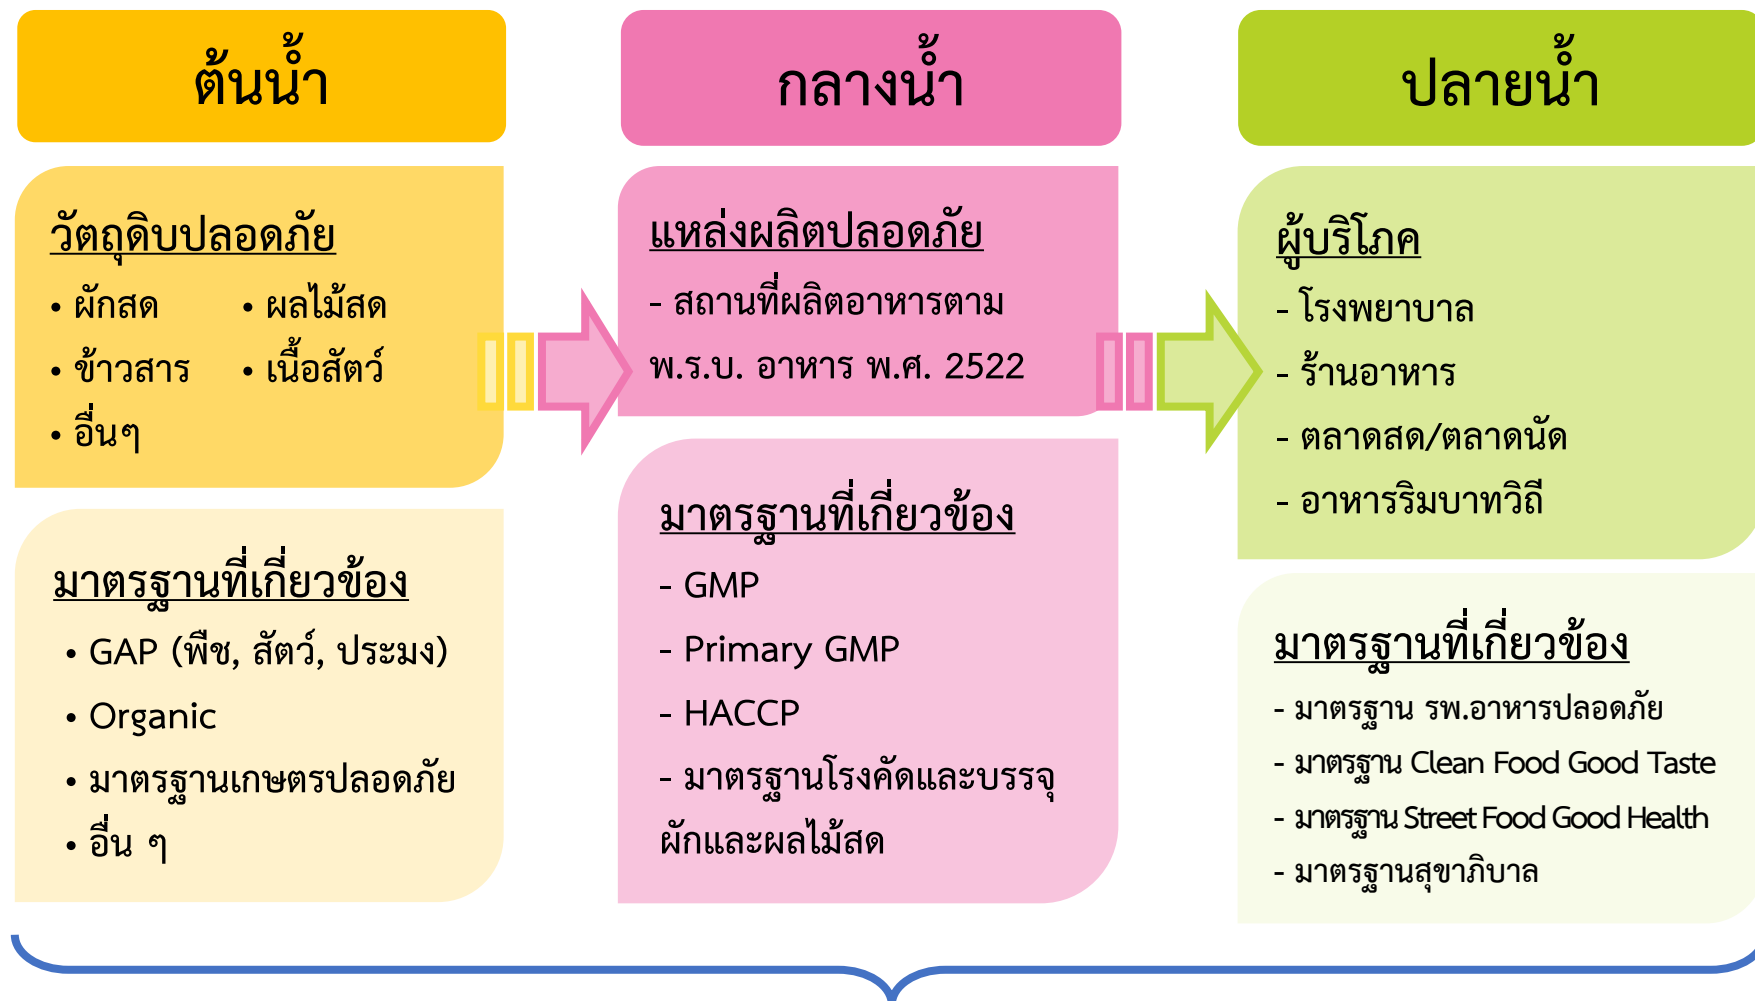 ต้นน้ำ
วัตถุดิบปลอดภัย
• ผักสด • ผลไม้สด
• ข้าวสาร • เนื้อสัตว์
• อื่นๆ
มาตรฐานที่เกี่ยวข้อง
• GAP (พืช, สัตว์, ประมง)
• Organic
• มาตรฐานเกษตรปลอดภัย
• อื่น ๆ
กลางน้ำ
แหล่งผลิตปลอดภัย
- สถานที่ผลิตอาหารตาม
พ.ร.บ. อาหาร พ.ศ. 2522
มาตรฐานที่เกี่ยวข้อง
- GMP
- Primary GMP
- HACCP
- มาตรฐานโรงคัดและบรรจุ
ผักและผลไม้สด
ปลายน้ำ
ผู้บริโภค
- โรงพยาบาล
- ร้านอาหาร
- ตลาดสด/ตลาดนัด
- อาหารริมบาทวิถี
มาตรฐานที่เกี่ยวข้อง
- มาตรฐาน รพ.อาหารปลอดภัย
- มาตรฐาน Clean Food Good Taste
- มาตรฐาน Street Food Good Health
- มาตรฐานสุขาภิบาล